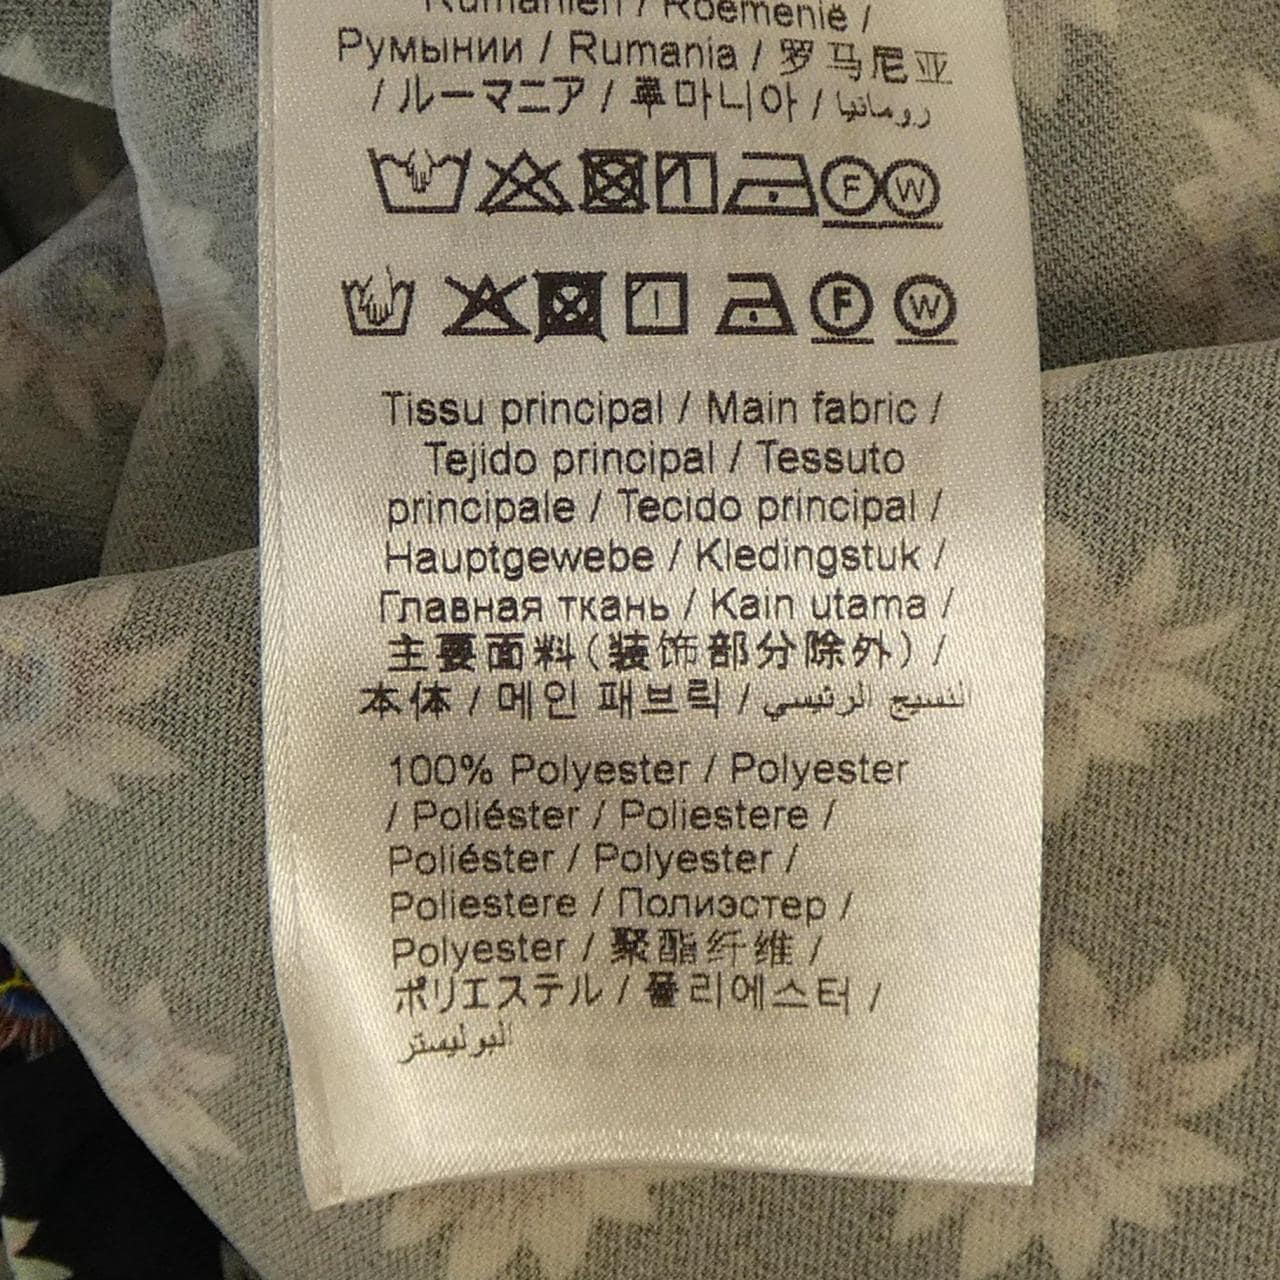 Rumänien / Roemenië /
Румынии / Rumania / 罗马尼亚
/ ルーマニア / 루마니아 / رومانيا
F W
F W
Tissu principal / Main fabric /
Tejido principal / Tessuto
principale / Tecido principal /
Hauptgewebe / Kledingstuk /
Главная ткань / Kain utama /
主要面料(装饰部分除外) /
本体 / 메인 패브릭 / النسيج الرئيسي
100% Polyester / Polyester
/ Poliéster / Poliestere /
Poliéster / Polyester /
Poliestere / Полиэстер /
Polyester / 聚酯纤维 /
ポリエステル / 폴리에스터 /
البوليستر